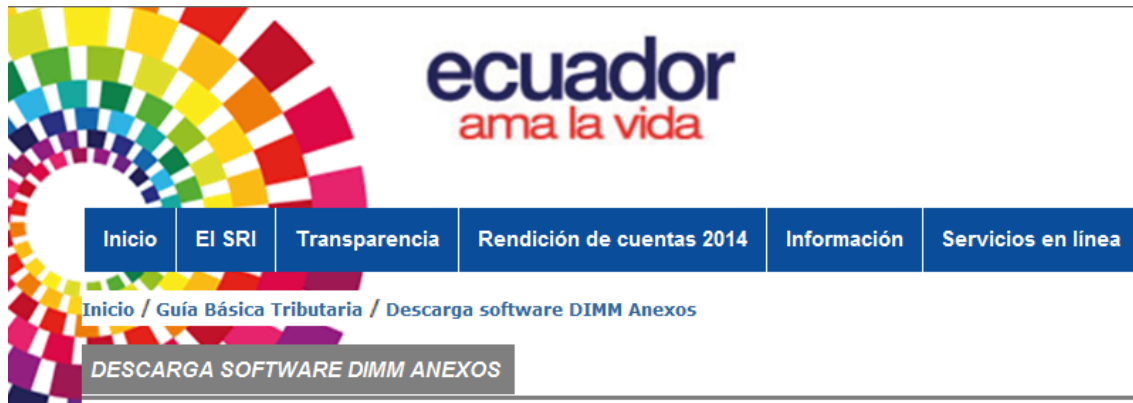 ecuador
ama la vida
Inicio El SRI Transparencia Rendición de cuentas 2014 Información Servicios en línea
Inicio / Guía Básica Tributaria / Descarga software DIMM Anexos
DESCARGA SOFTWARE DIMM ANEXOS